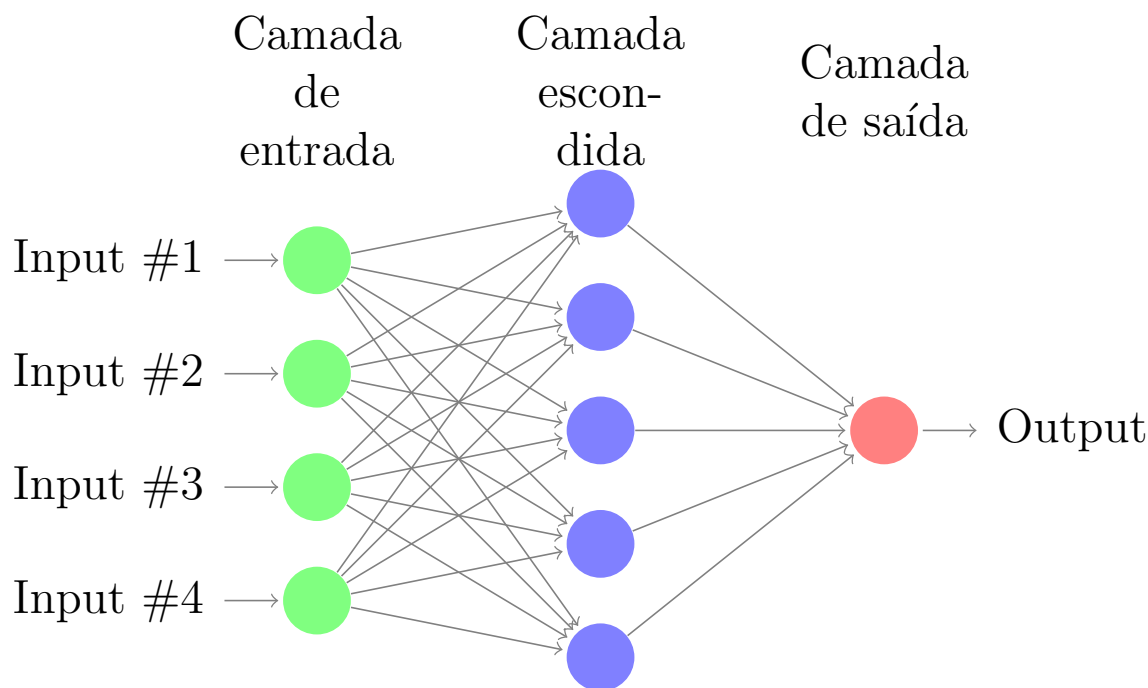 Camada
de
entrada
Camada
escon-
dida
Camada
de saída
Input #1
Input #2
Input #3
Input #4
Output